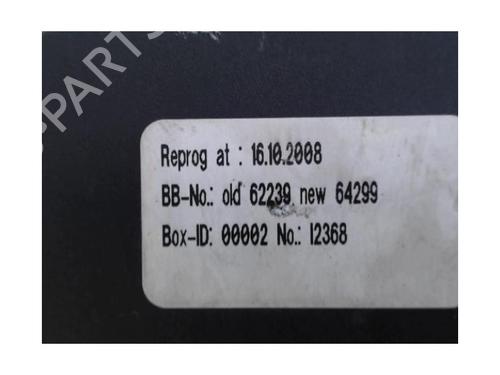 PARTS
Reprog at : 16.10.2008
BB-No.: old 62239 new 64299
Box-ID: 00002 No.: 12368